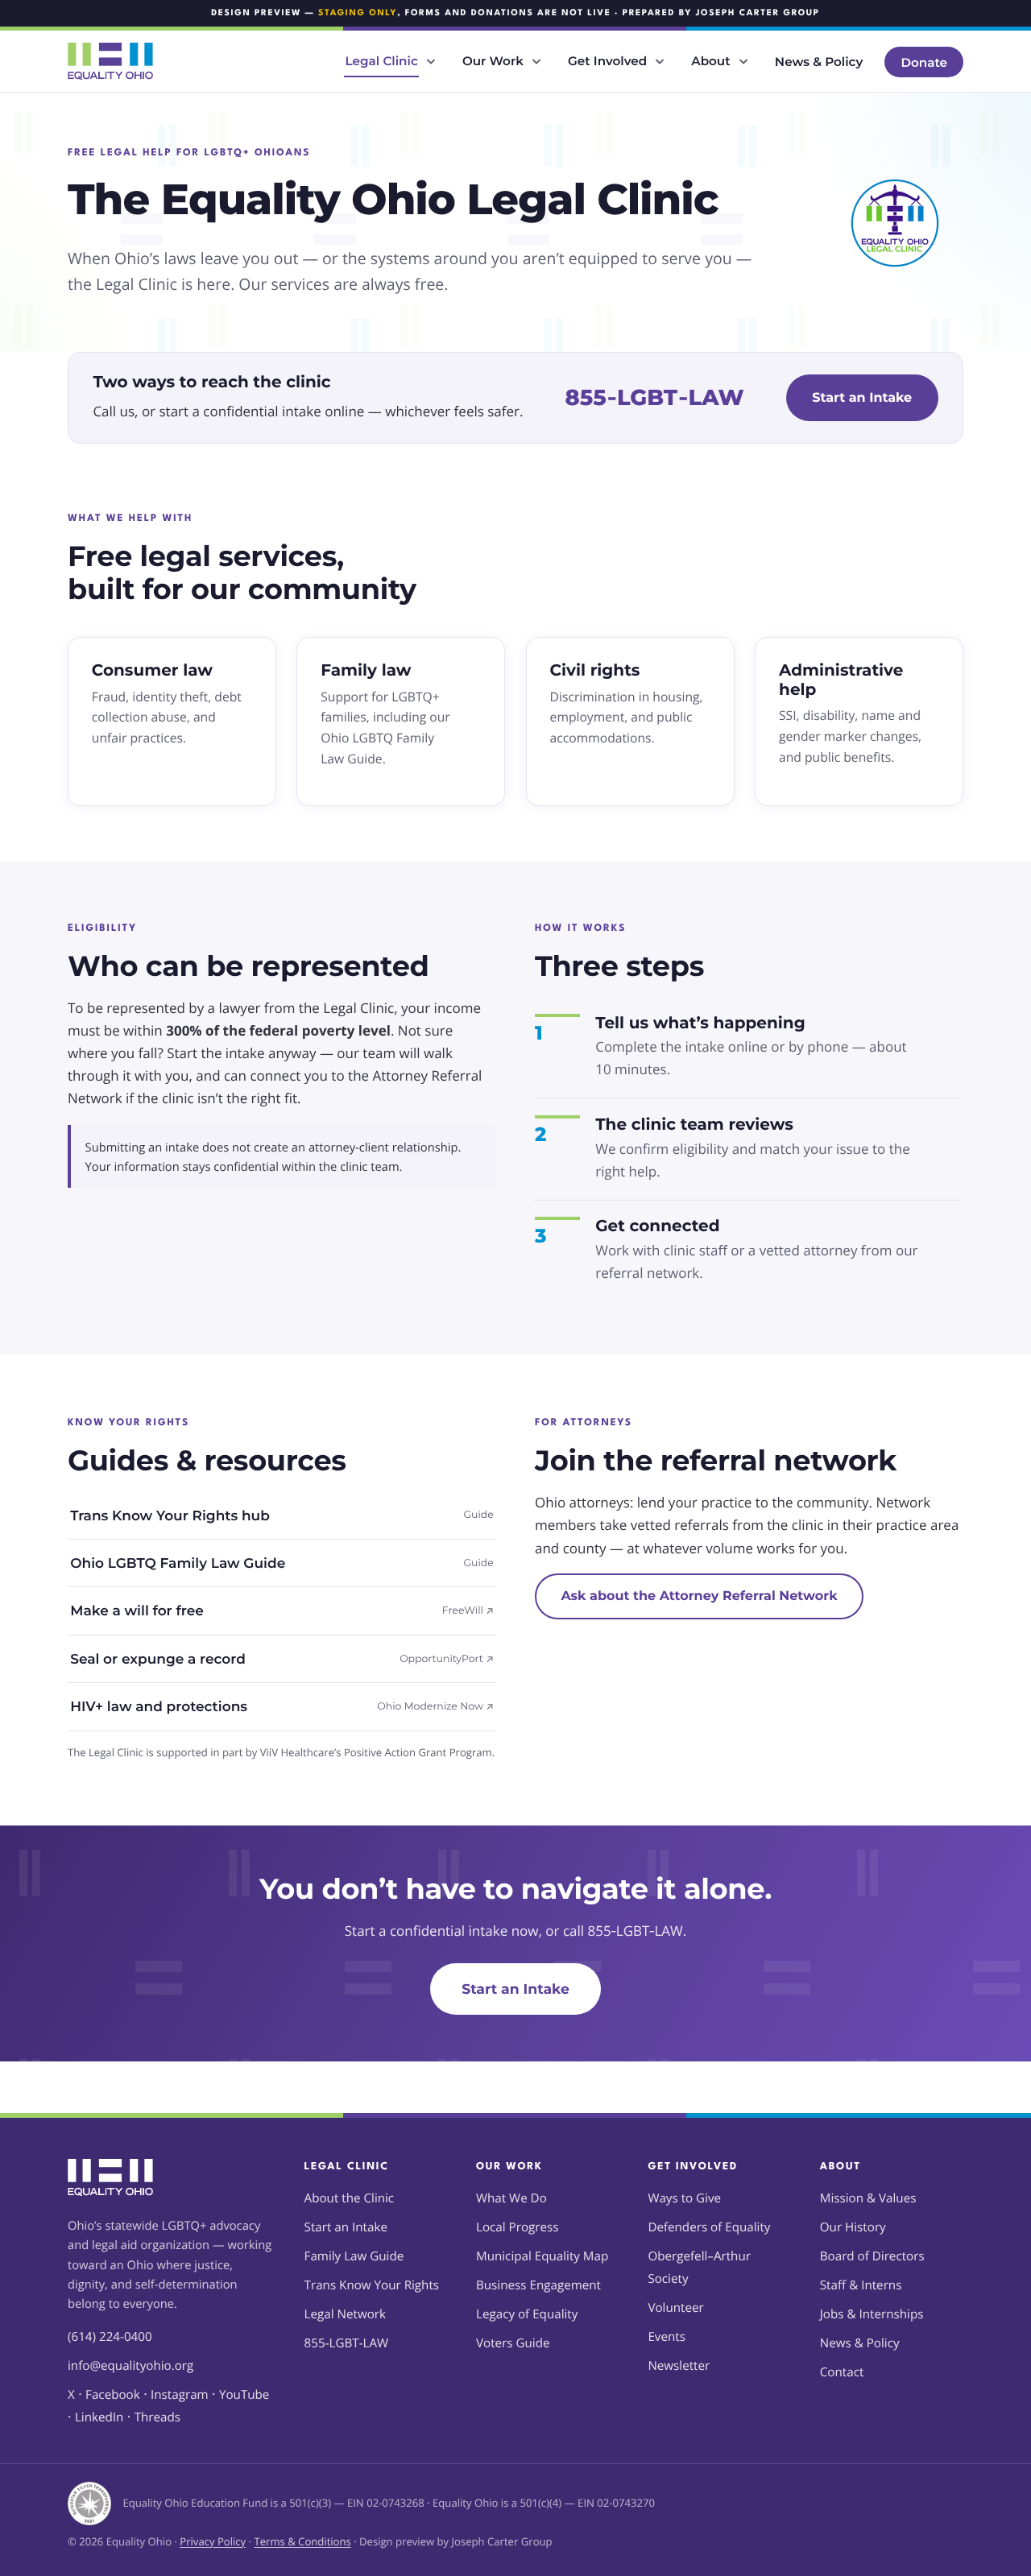 DESIGN PREVIEW — STAGING ONLY, FORMS AND DONATIONS ARE NOT LIVE · PREPARED BY JOSEPH CARTER GROUP
EQUALITY OHIO
Legal Clinic
Our Work
Get Involved
About
News & Policy
Donate
FREE LEGAL HELP FOR LGBTQ+ OHIOANS
The Equality Ohio Legal Clinic
When Ohio’s laws leave you out — or the systems around you aren’t equipped to serve you —
the Legal Clinic is here. Our services are always free.
EQUALITY OHIO
LEGAL CLINIC
Two ways to reach the clinic
Call us, or start a confidential intake online — whichever feels safer.
855-LGBT-LAW
Start an Intake
WHAT WE HELP WITH
Free legal services,
built for our community
Consumer law
Fraud, identity theft, debt
collection abuse, and
unfair practices.
Family law
Support for LGBTQ+
families, including our
Ohio LGBTQ Family
Law Guide.
Civil rights
Discrimination in housing,
employment, and public
accommodations.
Administrative
help
SSI, disability, name and
gender marker changes,
and public benefits.
ELIGIBILITY
Who can be represented
To be represented by a lawyer from the Legal Clinic, your income
must be within 300% of the federal poverty level. Not sure
where you fall? Start the intake anyway — our team will walk
through it with you, and can connect you to the Attorney Referral
Network if the clinic isn’t the right fit.
Submitting an intake does not create an attorney-client relationship.
Your information stays confidential within the clinic team.
HOW IT WORKS
Three steps
1
Tell us what’s happening
Complete the intake online or by phone — about
10 minutes.
2
The clinic team reviews
We confirm eligibility and match your issue to the
right help.
3
Get connected
Work with clinic staff or a vetted attorney from our
referral network.
KNOW YOUR RIGHTS
Guides & resources
Trans Know Your Rights hub
Guide
Ohio LGBTQ Family Law Guide
Guide
Make a will for free
FreeWill ↗
Seal or expunge a record
OpportunityPort ↗
HIV+ law and protections
Ohio Modernize Now ↗
The Legal Clinic is supported in part by ViiV Healthcare’s Positive Action Grant Program.
FOR ATTORNEYS
Join the referral network
Ohio attorneys: lend your practice to the community. Network
members take vetted referrals from the clinic in their practice area
and county — at whatever volume works for you.
Ask about the Attorney Referral Network
You don’t have to navigate it alone.
Start a confidential intake now, or call 855-LGBT-LAW.
Start an Intake
EQUALITY OHIO
Ohio’s statewide LGBTQ+ advocacy
and legal aid organization — working
toward an Ohio where justice,
dignity, and self-determination
belong to everyone.
(614) 224-0400
info@equalityohio.org
X · Facebook · Instagram · YouTube
· LinkedIn · Threads
LEGAL CLINIC
About the Clinic
Start an Intake
Family Law Guide
Trans Know Your Rights
Legal Network
855-LGBT-LAW
OUR WORK
What We Do
Local Progress
Municipal Equality Map
Business Engagement
Legacy of Equality
Voters Guide
GET INVOLVED
Ways to Give
Defenders of Equality
Obergefell–Arthur
Society
Volunteer
Events
Newsletter
ABOUT
Mission & Values
Our History
Board of Directors
Staff & Interns
Jobs & Internships
News & Policy
Contact
Equality Ohio Education Fund is a 501(c)(3) — EIN 02-0743268 · Equality Ohio is a 501(c)(4) — EIN 02-0743270
© 2026 Equality Ohio · Privacy Policy · Terms & Conditions · Design preview by Joseph Carter Group